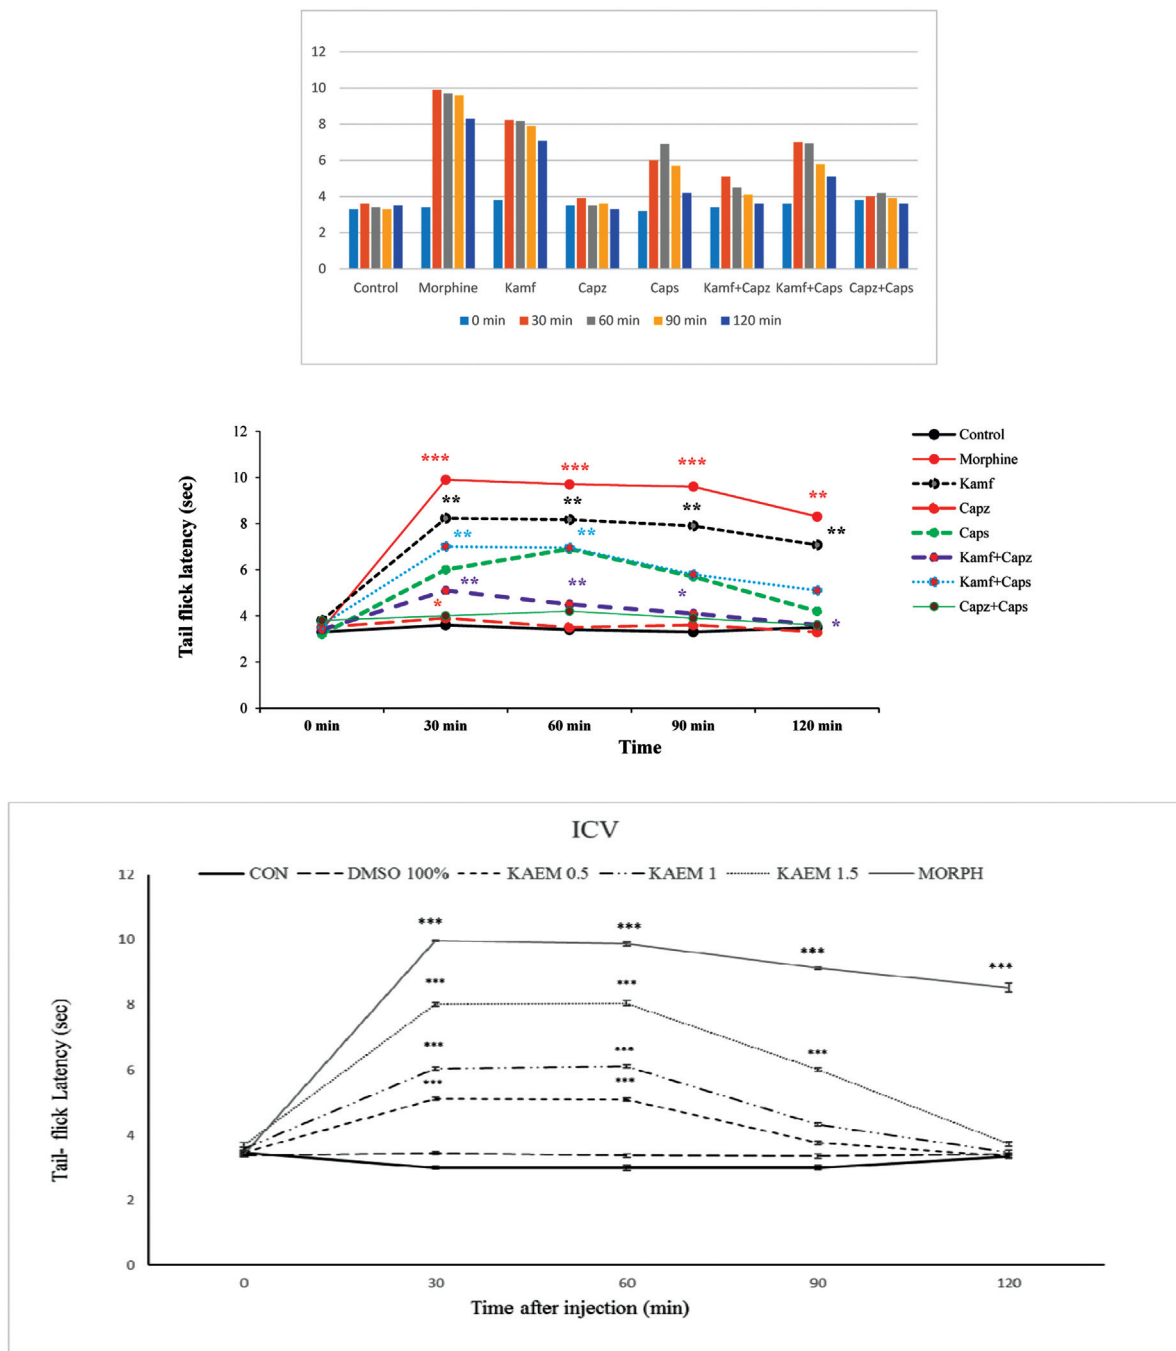 12
10
8
6
4
2
0
Control Morphine Kamf Capz Caps Kamf+Capz Kamf+Caps Capz+Caps
0 min 30 min 60 min 90 min 120 min
Tail flick latency (sec)
12
10
8
6
4
2
0
*** *** *** **
** ** ** **
** **
** ** * *
*
0 min 30 min 60 min 90 min 120 min
Time
Control
Morphine
Kamf
Capz
Caps
Kamf+Capz
Kamf+Caps
Capz+Caps
ICV
CON DMSO 100% KAEM 0.5 KAEM 1 KAEM 1.5 MORPH
Tail- flick Latency (sec)
12
10
8
6
4
2
0
*** *** *** ***
*** *** ***
*** ***
*** ***
0 30 60 90 120
Time after injection (min)